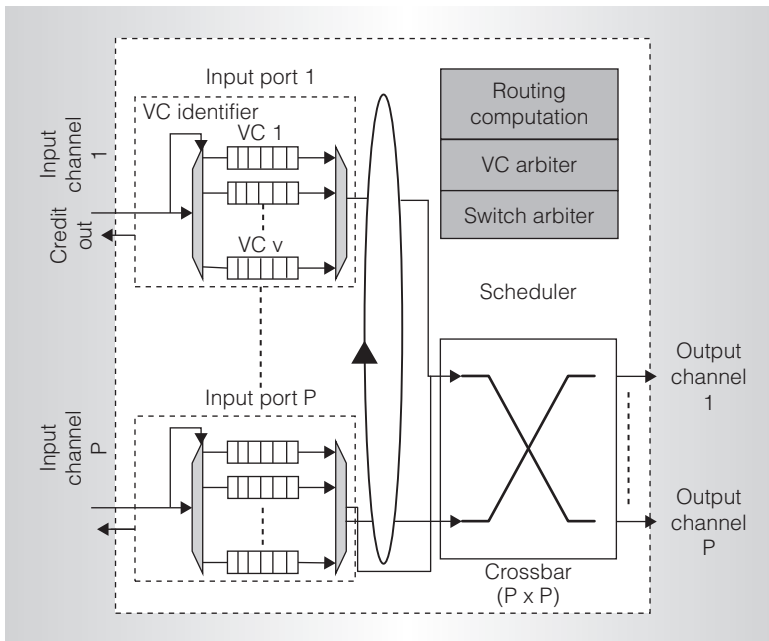 Input port 1
VC identifier
VC 1
VC v
Input
channel
1
Credit
out
Routing
computation
VC arbiter
Switch arbiter
Scheduler
Input port P
Input
channel
P
Output
channel
1
Output
channel
P
Crossbar
(P x P)